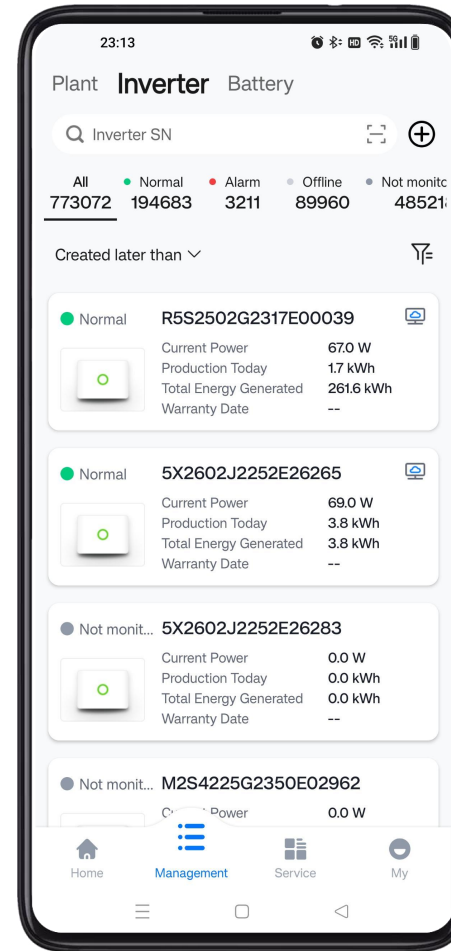 23:13
HD 5G
Plant Inverter Battery
Inverter SN
All Normal Alarm Offline Not monitc
773072 194683 3211 89960 48521
Created later than
Normal R5S2502G2317E00039
Current Power 67.0 W
Production Today 1.7 kWh
Total Energy Generated 261.6 kWh
Warranty Date --
Normal 5X2602J2252E26265
Current Power 69.0 W
Production Today 3.8 kWh
Total Energy Generated 3.8 kWh
Warranty Date --
Not monit... 5X2602J2252E26283
Current Power 0.0 W
Production Today 0.0 kWh
Total Energy Generated 0.0 kWh
Warranty Date --
Not monit... M2S4225G2350E02962
Power 0.0 W
Home Management Service My